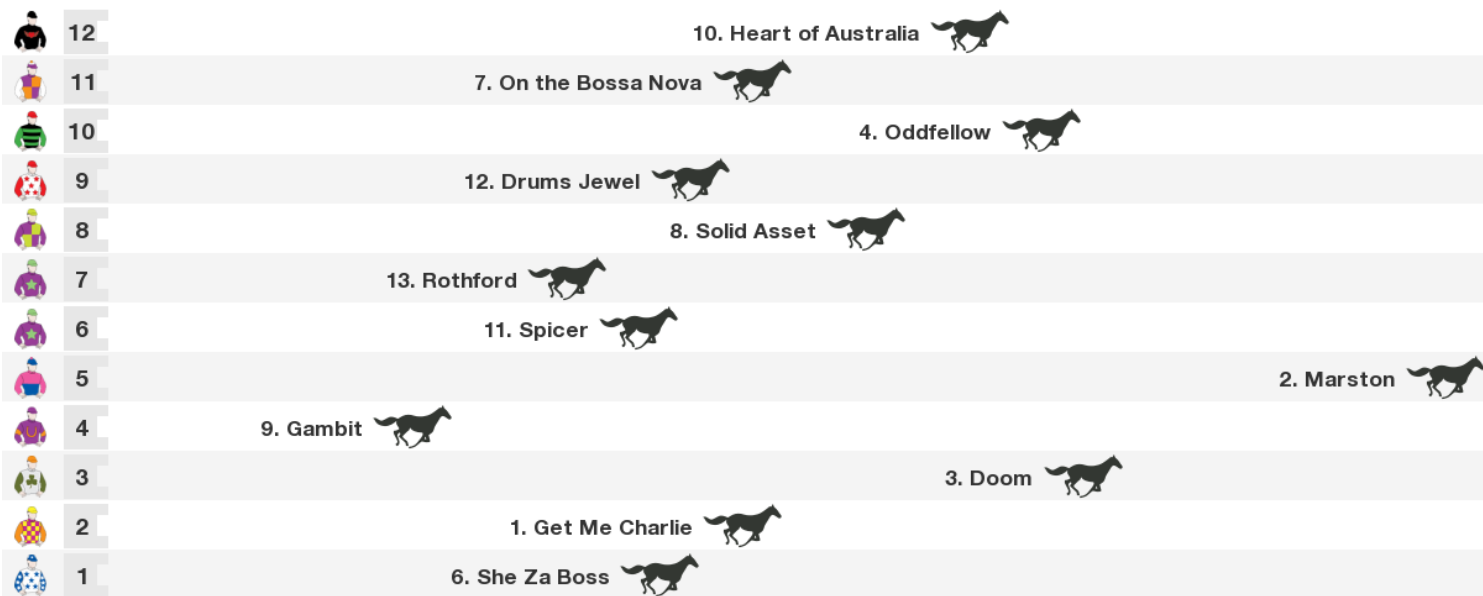 12 10. Heart of Australia
11 7. On the Bossa Nova
10 4. Oddfellow
9 12. Drums Jewel
8 8. Solid Asset
7 13. Rothford
6 11. Spicer
5 2. Marston
4 9. Gambit
3 3. Doom
2 1. Get Me Charlie
1 6. She Za Boss